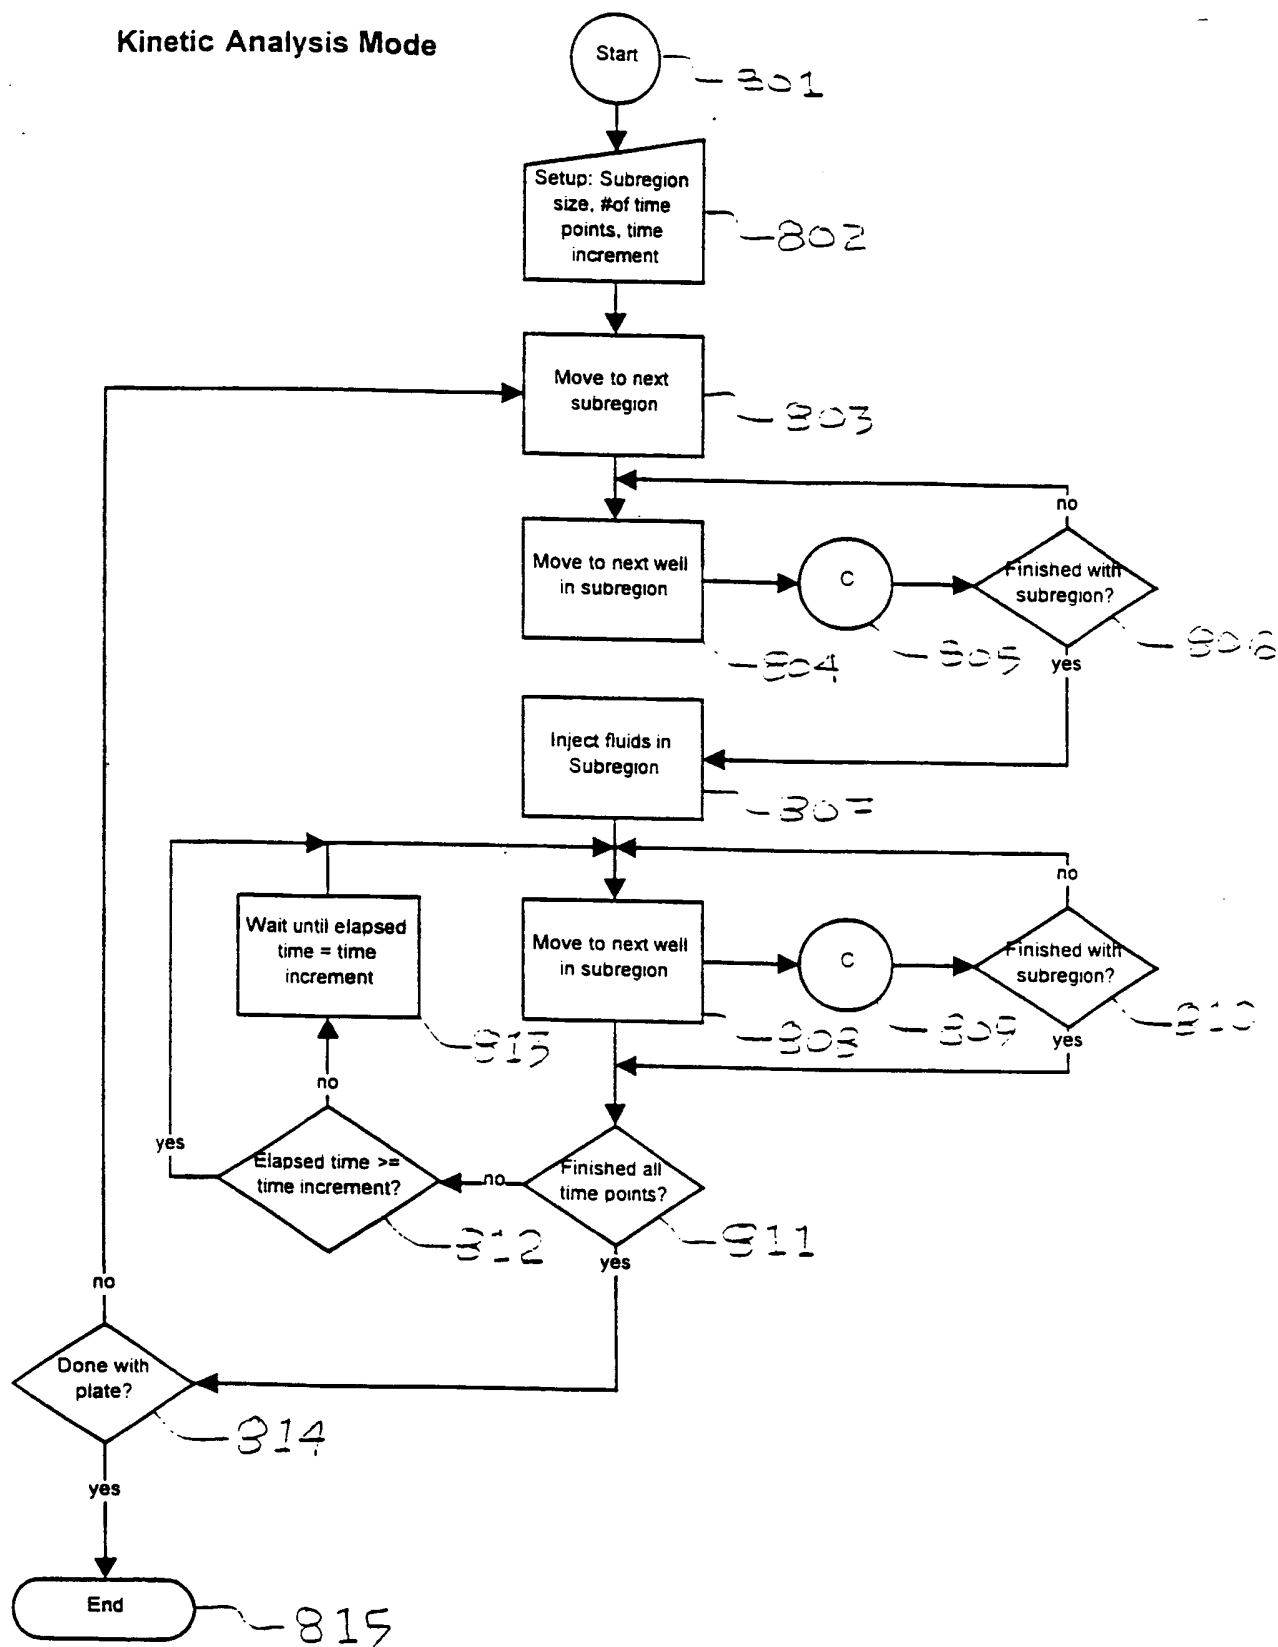 Kinetic Analysis Mode
Start
801
Setup: Subregion
size, #of time
points, time
increment
802
Move to next
subregion
803
no
Move to next well
in subregion
C
Finished with
subregion?
804
805
806
yes
Inject fluids in
Subregion
807
no
Wait until elapsed
time = time
increment
Move to next well
in subregion
C
Finished with
subregion?
813
808
809
810
yes
no
yes
Elapsed time >=
time increment?
no
Finished all
time points?
812
811
yes
no
Done with
plate?
814
yes
End
815